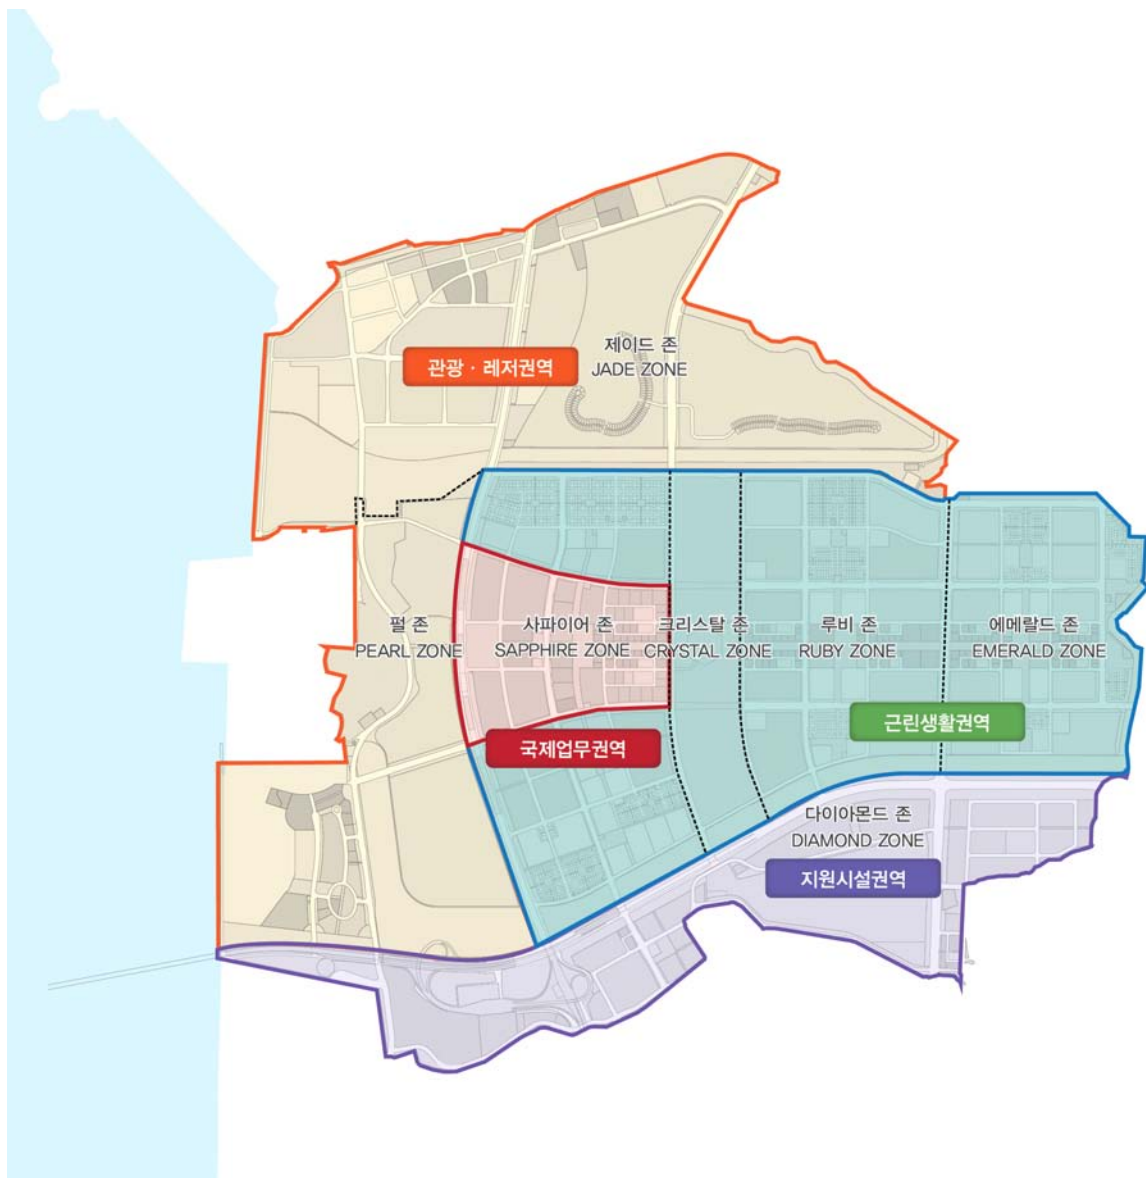 제이드 존
JADE ZONE
관광 · 레저권역
펄 존
PEARL ZONE
사파이어 존
SAPPHIRE ZONE
크리스탈 존
CRYSTAL ZONE
루비 존
RUBY ZONE
에메랄드 존
EMERALD ZONE
근린생활권역
국제업무권역
다이아몬드 존
DIAMOND ZONE
지원시설권역